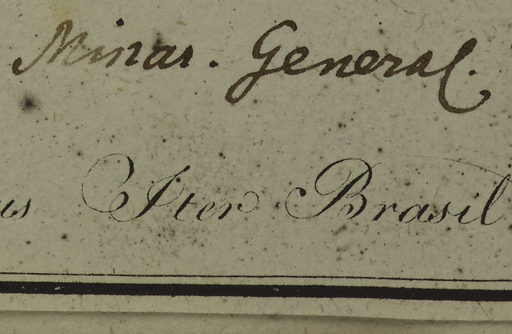 Minas. General.
us Iter Brasil